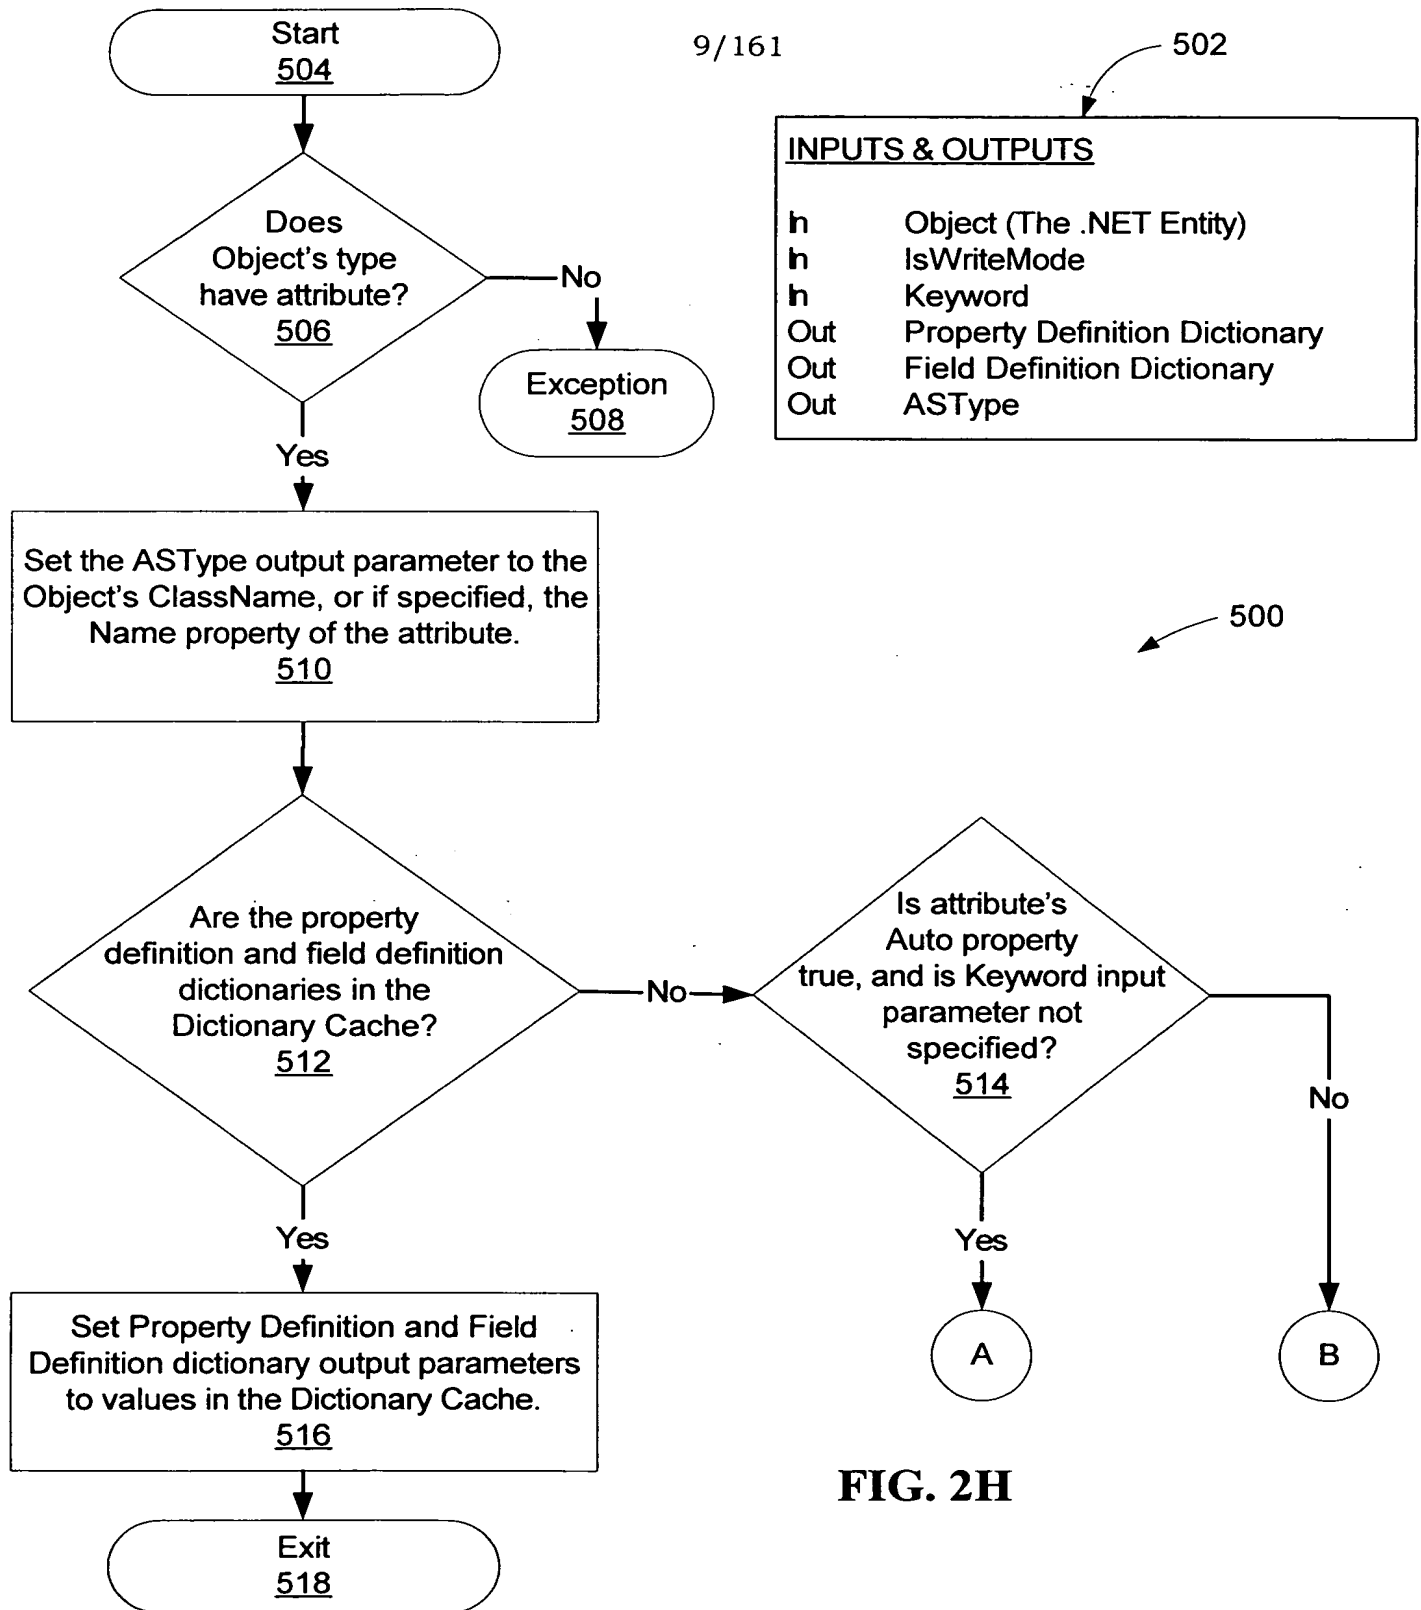 Start
504
9/161
502
INPUTS & OUTPUTS
In Object (The .NET Entity)
In IsWriteMode
In Keyword
Out Property Definition Dictionary
Out Field Definition Dictionary
Out ASType
Does
Object's type
have attribute?
506
No
Exception
508
Yes
Set the ASType output parameter to the
Object's ClassName, or if specified, the
Name property of the attribute.
510
500
Are the property
definition and field definition
dictionaries in the
Dictionary Cache?
512
No
Is attribute's
Auto property
true, and is Keyword input
parameter not
specified?
514
No
Yes
Yes
A
B
Set Property Definition and Field
Definition dictionary output parameters
to values in the Dictionary Cache.
516
FIG. 2H
Exit
518